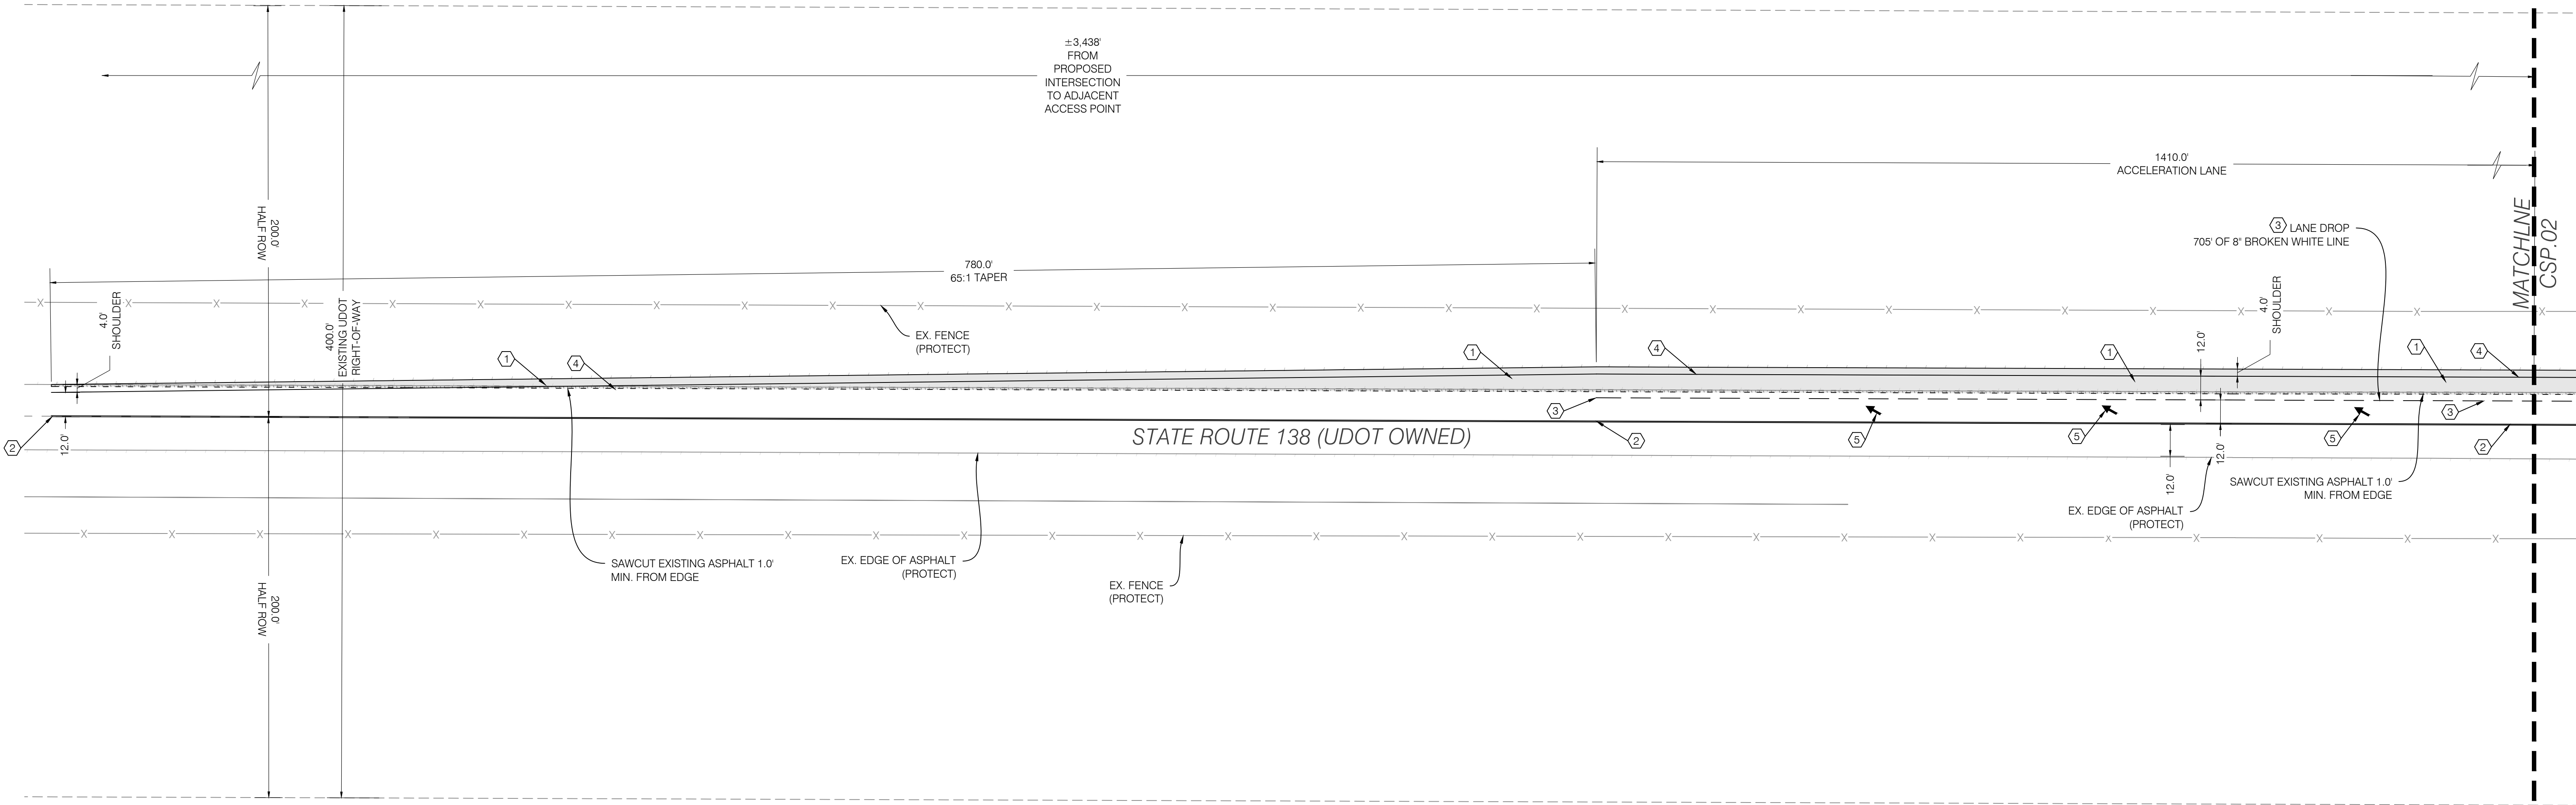 ±3,438'
FROM
PROPOSED
INTERSECTION
TO ADJACENT
ACCESS POINT
1410.0'
ACCELERATION LANE
200.0'
HALF ROW
3 LANE DROP
705' OF 8" BROKEN WHITE LINE
MATCHLNE
CSP.02
780.0'
65:1 TAPER
4.0'
SHOULDER
400.0'
EXISTING UDOT
RIGHT-OF-WAY
X X X X X X X X X X X X X X X X X X X X X X X X X X X X X
EX. FENCE
(PROTECT)
4.0'
SHOULDER
12.0'
1
4
1
4
1
1
4
3
5
5
5
3
2
12.0'
STATE ROUTE 138 (UDOT OWNED)
2
2
12.0'
12.0'
SAWCUT EXISTING ASPHALT 1.0'
MIN. FROM EDGE
EX. EDGE OF ASPHALT
(PROTECT)
X X X X X X X X X X X X X X X X X X X X X X X X X X X X
SAWCUT EXISTING ASPHALT 1.0'
MIN. FROM EDGE
EX. EDGE OF ASPHALT
(PROTECT)
EX. FENCE
(PROTECT)
200.0'
HALF ROW